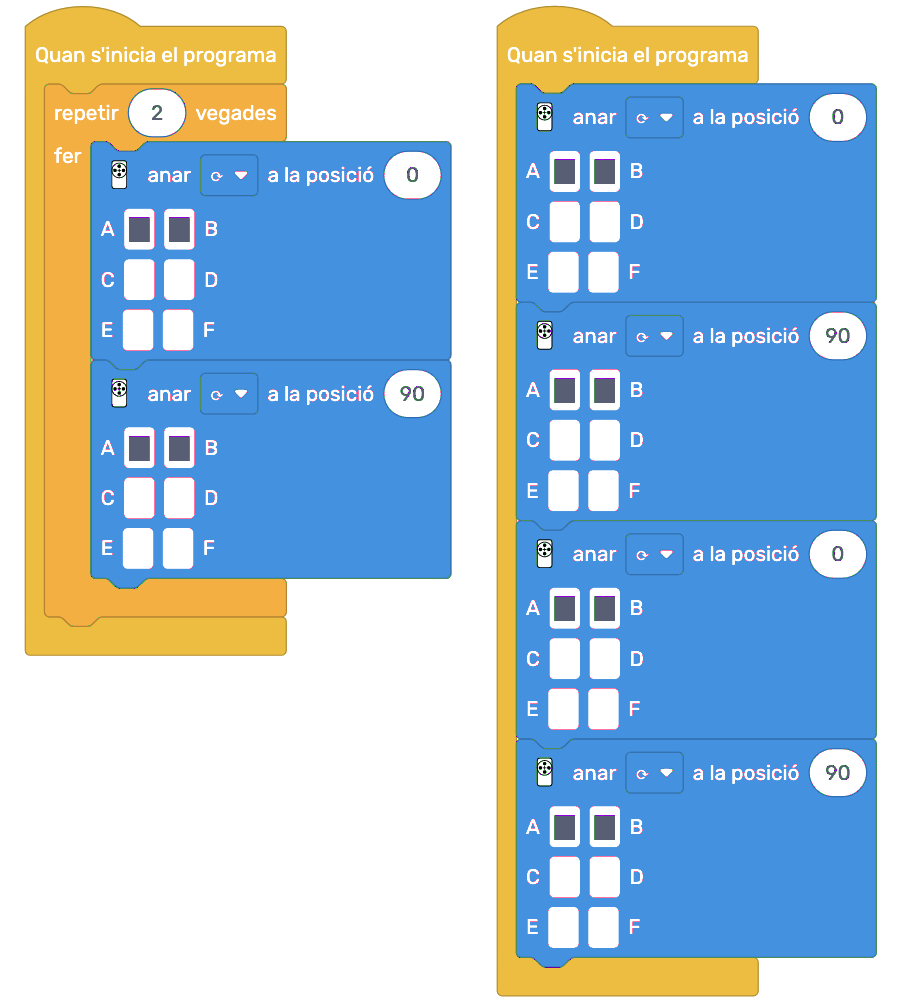 Quan s'inicia el programa
repetir 2 vegades
fer
anar a la posició 0
A B
C D
E F
anar a la posició 90
A B
C D
E F
Quan s'inicia el programa
anar a la posició 0
A B
C D
E F
anar a la posició 90
A B
C D
E F
anar a la posició 0
A B
C D
E F
anar a la posició 90
A B
C D
E F